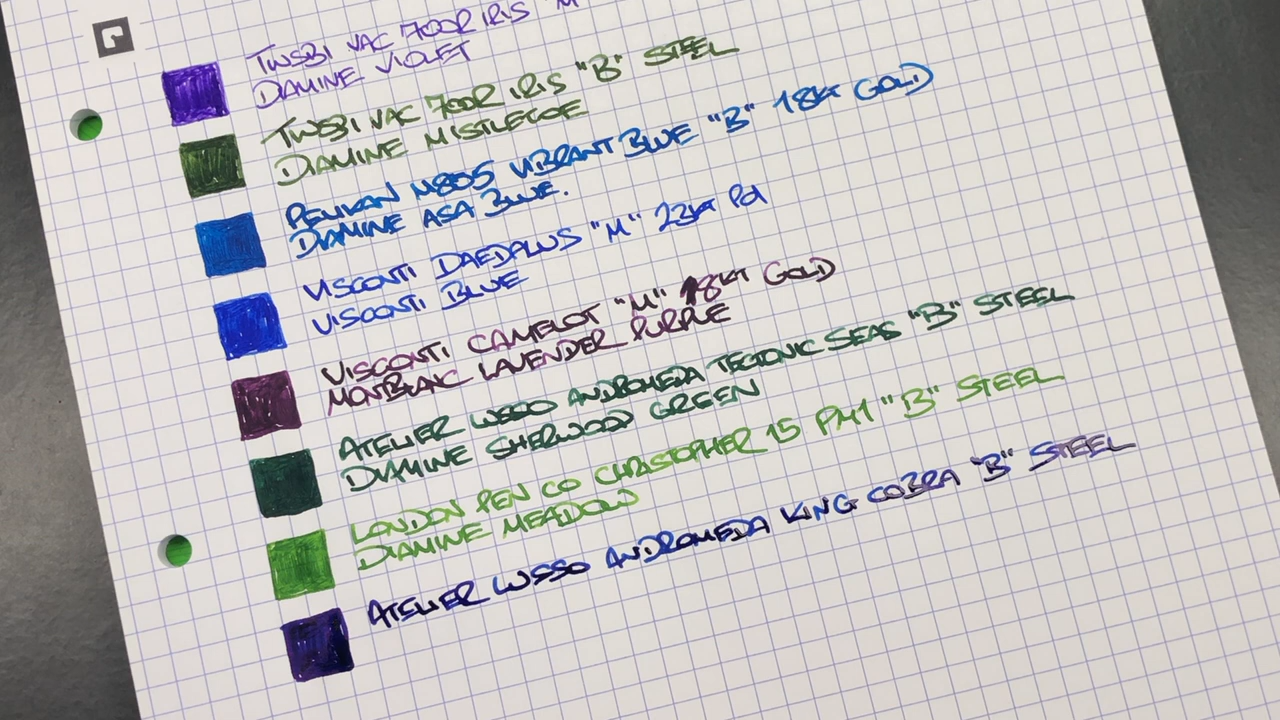 TWSBI VAC 700R IRIS "M"
DIAMINE VIOLET
TWSBI VAC 700R IRIS "B" STEEL
DIAMINE MISTLETOE
PELIKAN M805 VIBRANT BLUE "B" 18kt GOLD
DIAMINE ASA BLUE.
VISCONTI DAEDALUS "M" 23kt Pd
VISCONTI BLUE
VISCONTI CAMELOT "M" 18kt GOLD
MONTBLANC LAVENDER PURPLE
ATELIER LUSSO ANDROMEDA TECTONIC SEAS "B" STEEL
DIAMINE SHERWOOD GREEN
LONDON PEN CO CHRISTOPHER 15 PM1 "B" STEEL
DIAMINE MEADOW
ATELIER LUSSO ANDROMEDA KING COBRA "B" STEEL